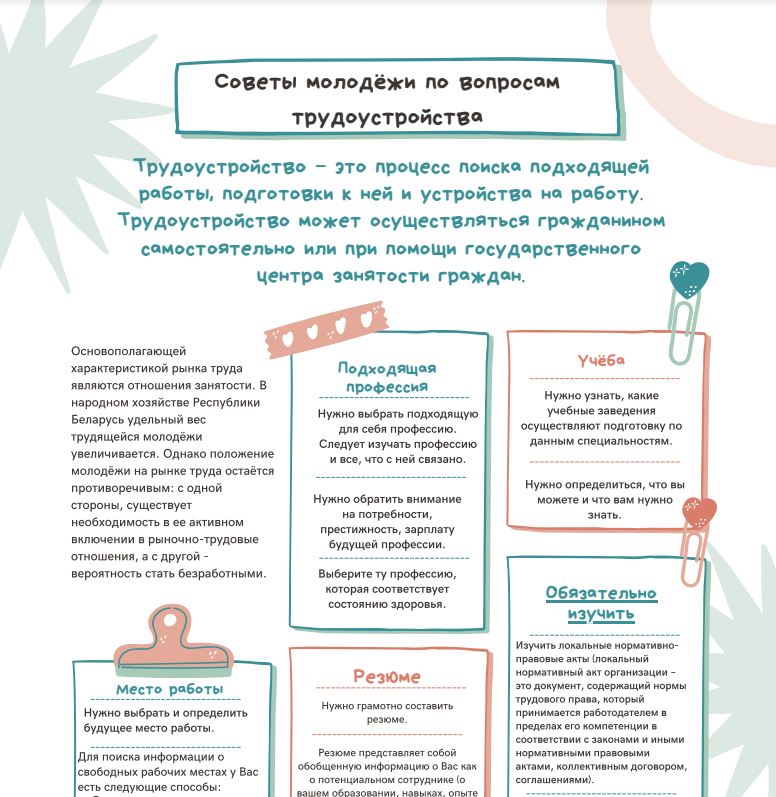 Советы молодёжи по вопросам
трудоустройства
Трудоустройство – это процесс поиска подходящей
работы, подготовки к ней и устройства на работу.
Трудоустройство может осуществляться гражданином
самостоятельно или при помощи государственного
центра занятости граждан.
Основополагающей
характеристикой рынка труда
являются отношения занятости. В
народном хозяйстве Республики
Беларусь удельный вес
трудящейся молодёжи
увеличивается. Однако положение
молодёжи на рынке труда остаётся
противоречивым: с одной
стороны, существует
необходимость в ее активном
включении в рыночно-трудовые
отношения, а с другой -
вероятность стать безработными.
Подходящая
профессия
Нужно выбрать подходящую
для себя профессию.
Следует изучать профессию
и все, что с ней связано.
Нужно обратить внимание
на потребности,
престижность, зарплату
будущей профессии.
Выберите ту профессию,
которая соответствует
состоянию здоровья.
Учёба
Нужно узнать, какие
учебные заведения
осуществляют подготовку по
данным специальностям.
Нужно определиться, что вы
можете и что вам нужно
знать.
Место работы
Нужно выбрать и определить
будущее место работы.
Для поиска информации о
свободных рабочих местах у Вас
есть следующие способы:
Резюме
Нужно грамотно составить
резюме.
Резюме представляет собой
обобщенную информацию о Вас как
о потенциальном сотруднике (о
вашем образовании, навыках, опыте
Обязательно
изучить
Изучить локальные нормативно-
правовые акты (локальный
нормативный акт организации –
это документ, содержащий нормы
трудового права, который
принимается работодателем в
пределах его компетенции в
соответствии с законами и иными
нормативными правовыми
актами, коллективным договором,
соглашениями).